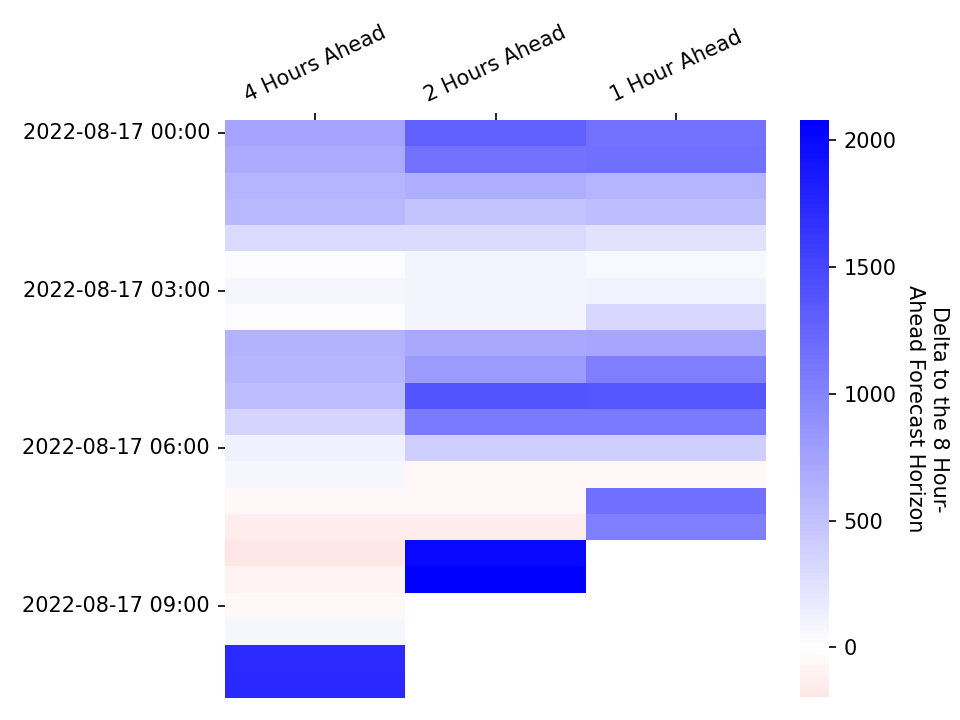 4 Hours Ahead
2 Hours Ahead
1 Hour Ahead
2022-08-17 00:00
2022-08-17 03:00
2022-08-17 06:00
2022-08-17 09:00
2000
1500
1000
500
0
Delta to the 8 Hour-
Ahead Forecast Horizon